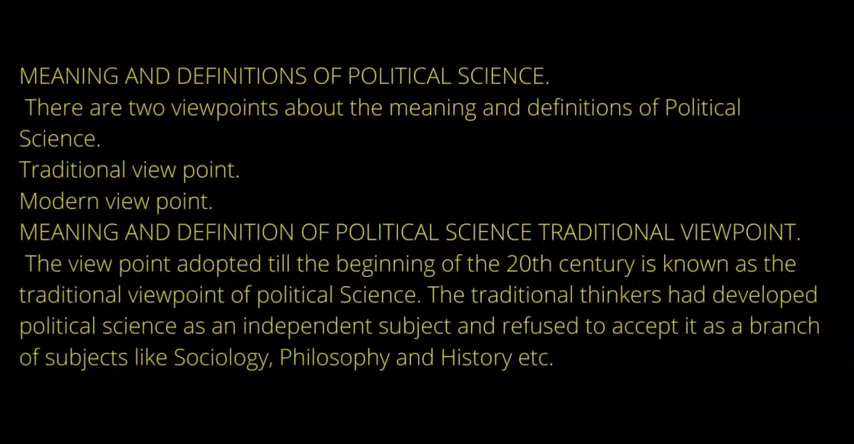 MEANING AND DEFINITIONS OF POLITICAL SCIENCE.
There are two viewpoints about the meaning and definitions of Political
Science.
Traditional view point.
Modern view point.
MEANING AND DEFINITION OF POLITICAL SCIENCE TRADITIONAL VIEWPOINT.
The view point adopted till the beginning of the 20th century is known as the
traditional viewpoint of political Science. The traditional thinkers had developed
political science as an independent subject and refused to accept it as a branch
of subjects like Sociology, Philosophy and History etc.